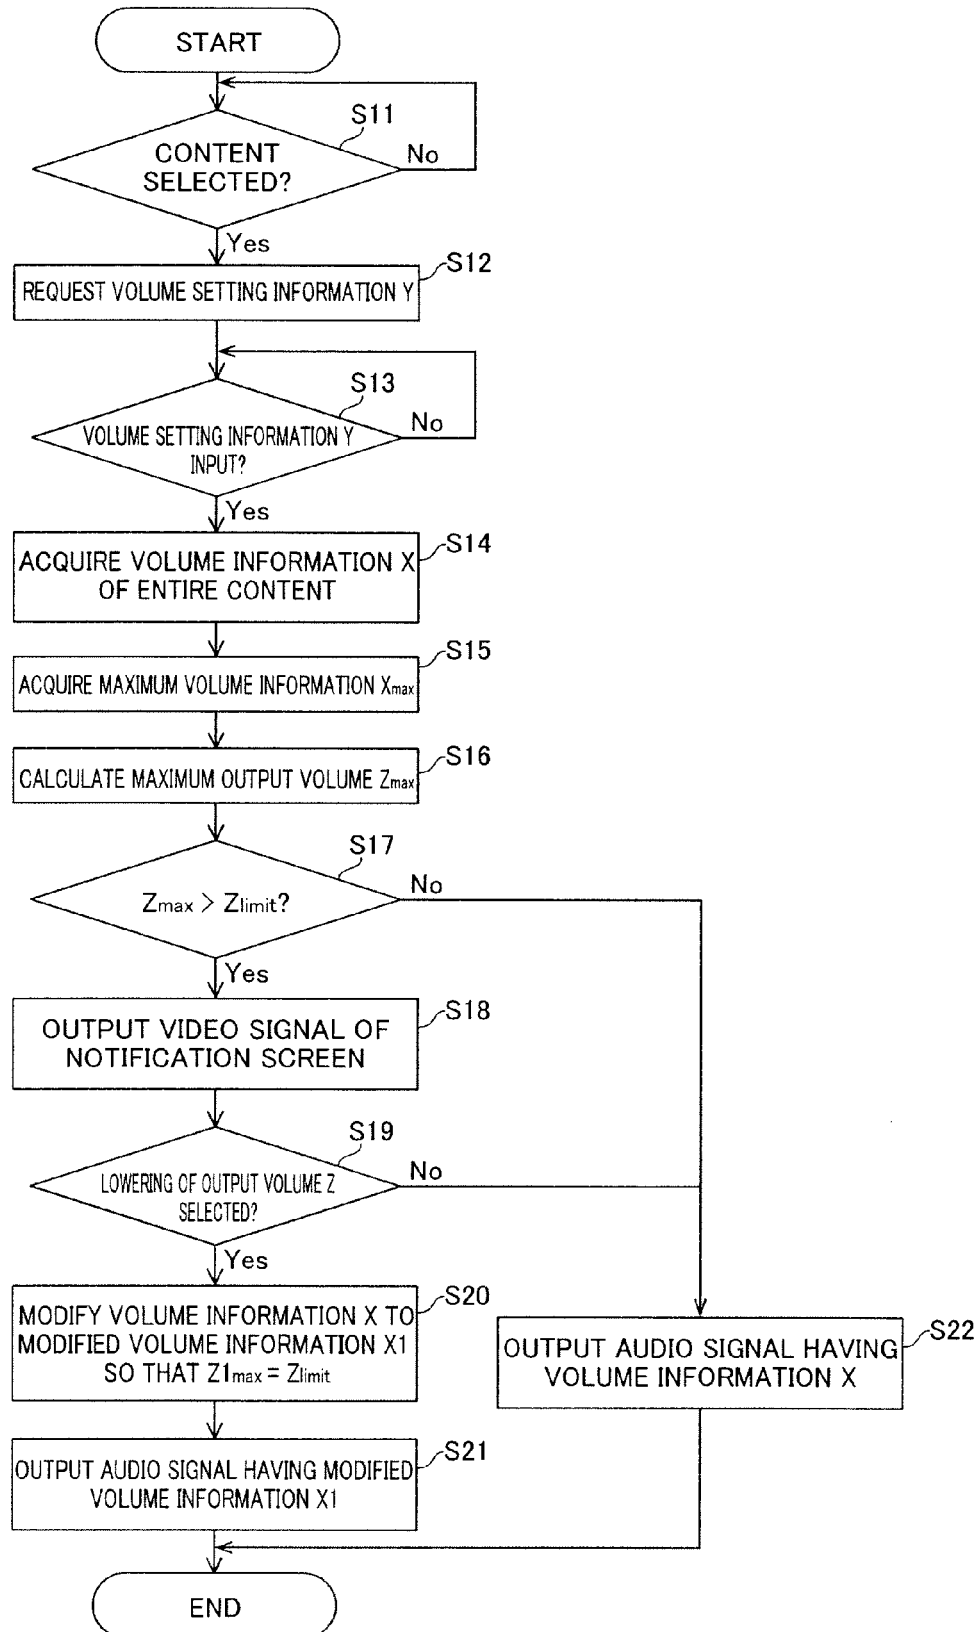 START
S11
CONTENT
SELECTED?
No
Yes
S12
REQUEST VOLUME SETTING INFORMATION Y
S13
VOLUME SETTING INFORMATION Y
INPUT?
No
Yes
S14
ACQUIRE VOLUME INFORMATION X
OF ENTIRE CONTENT
S15
ACQUIRE MAXIMUM VOLUME INFORMATION Xmax
S16
CALCULATE MAXIMUM OUTPUT VOLUME Zmax
S17
Zmax > Zlimit?
No
Yes
S18
OUTPUT VIDEO SIGNAL OF
NOTIFICATION SCREEN
S19
LOWERING OF OUTPUT VOLUME Z
SELECTED?
No
Yes
S20
MODIFY VOLUME INFORMATION X TO
MODIFIED VOLUME INFORMATION X1
SO THAT Z1max = Zlimit
S22
OUTPUT AUDIO SIGNAL HAVING
VOLUME INFORMATION X
S21
OUTPUT AUDIO SIGNAL HAVING MODIFIED
VOLUME INFORMATION X1
END